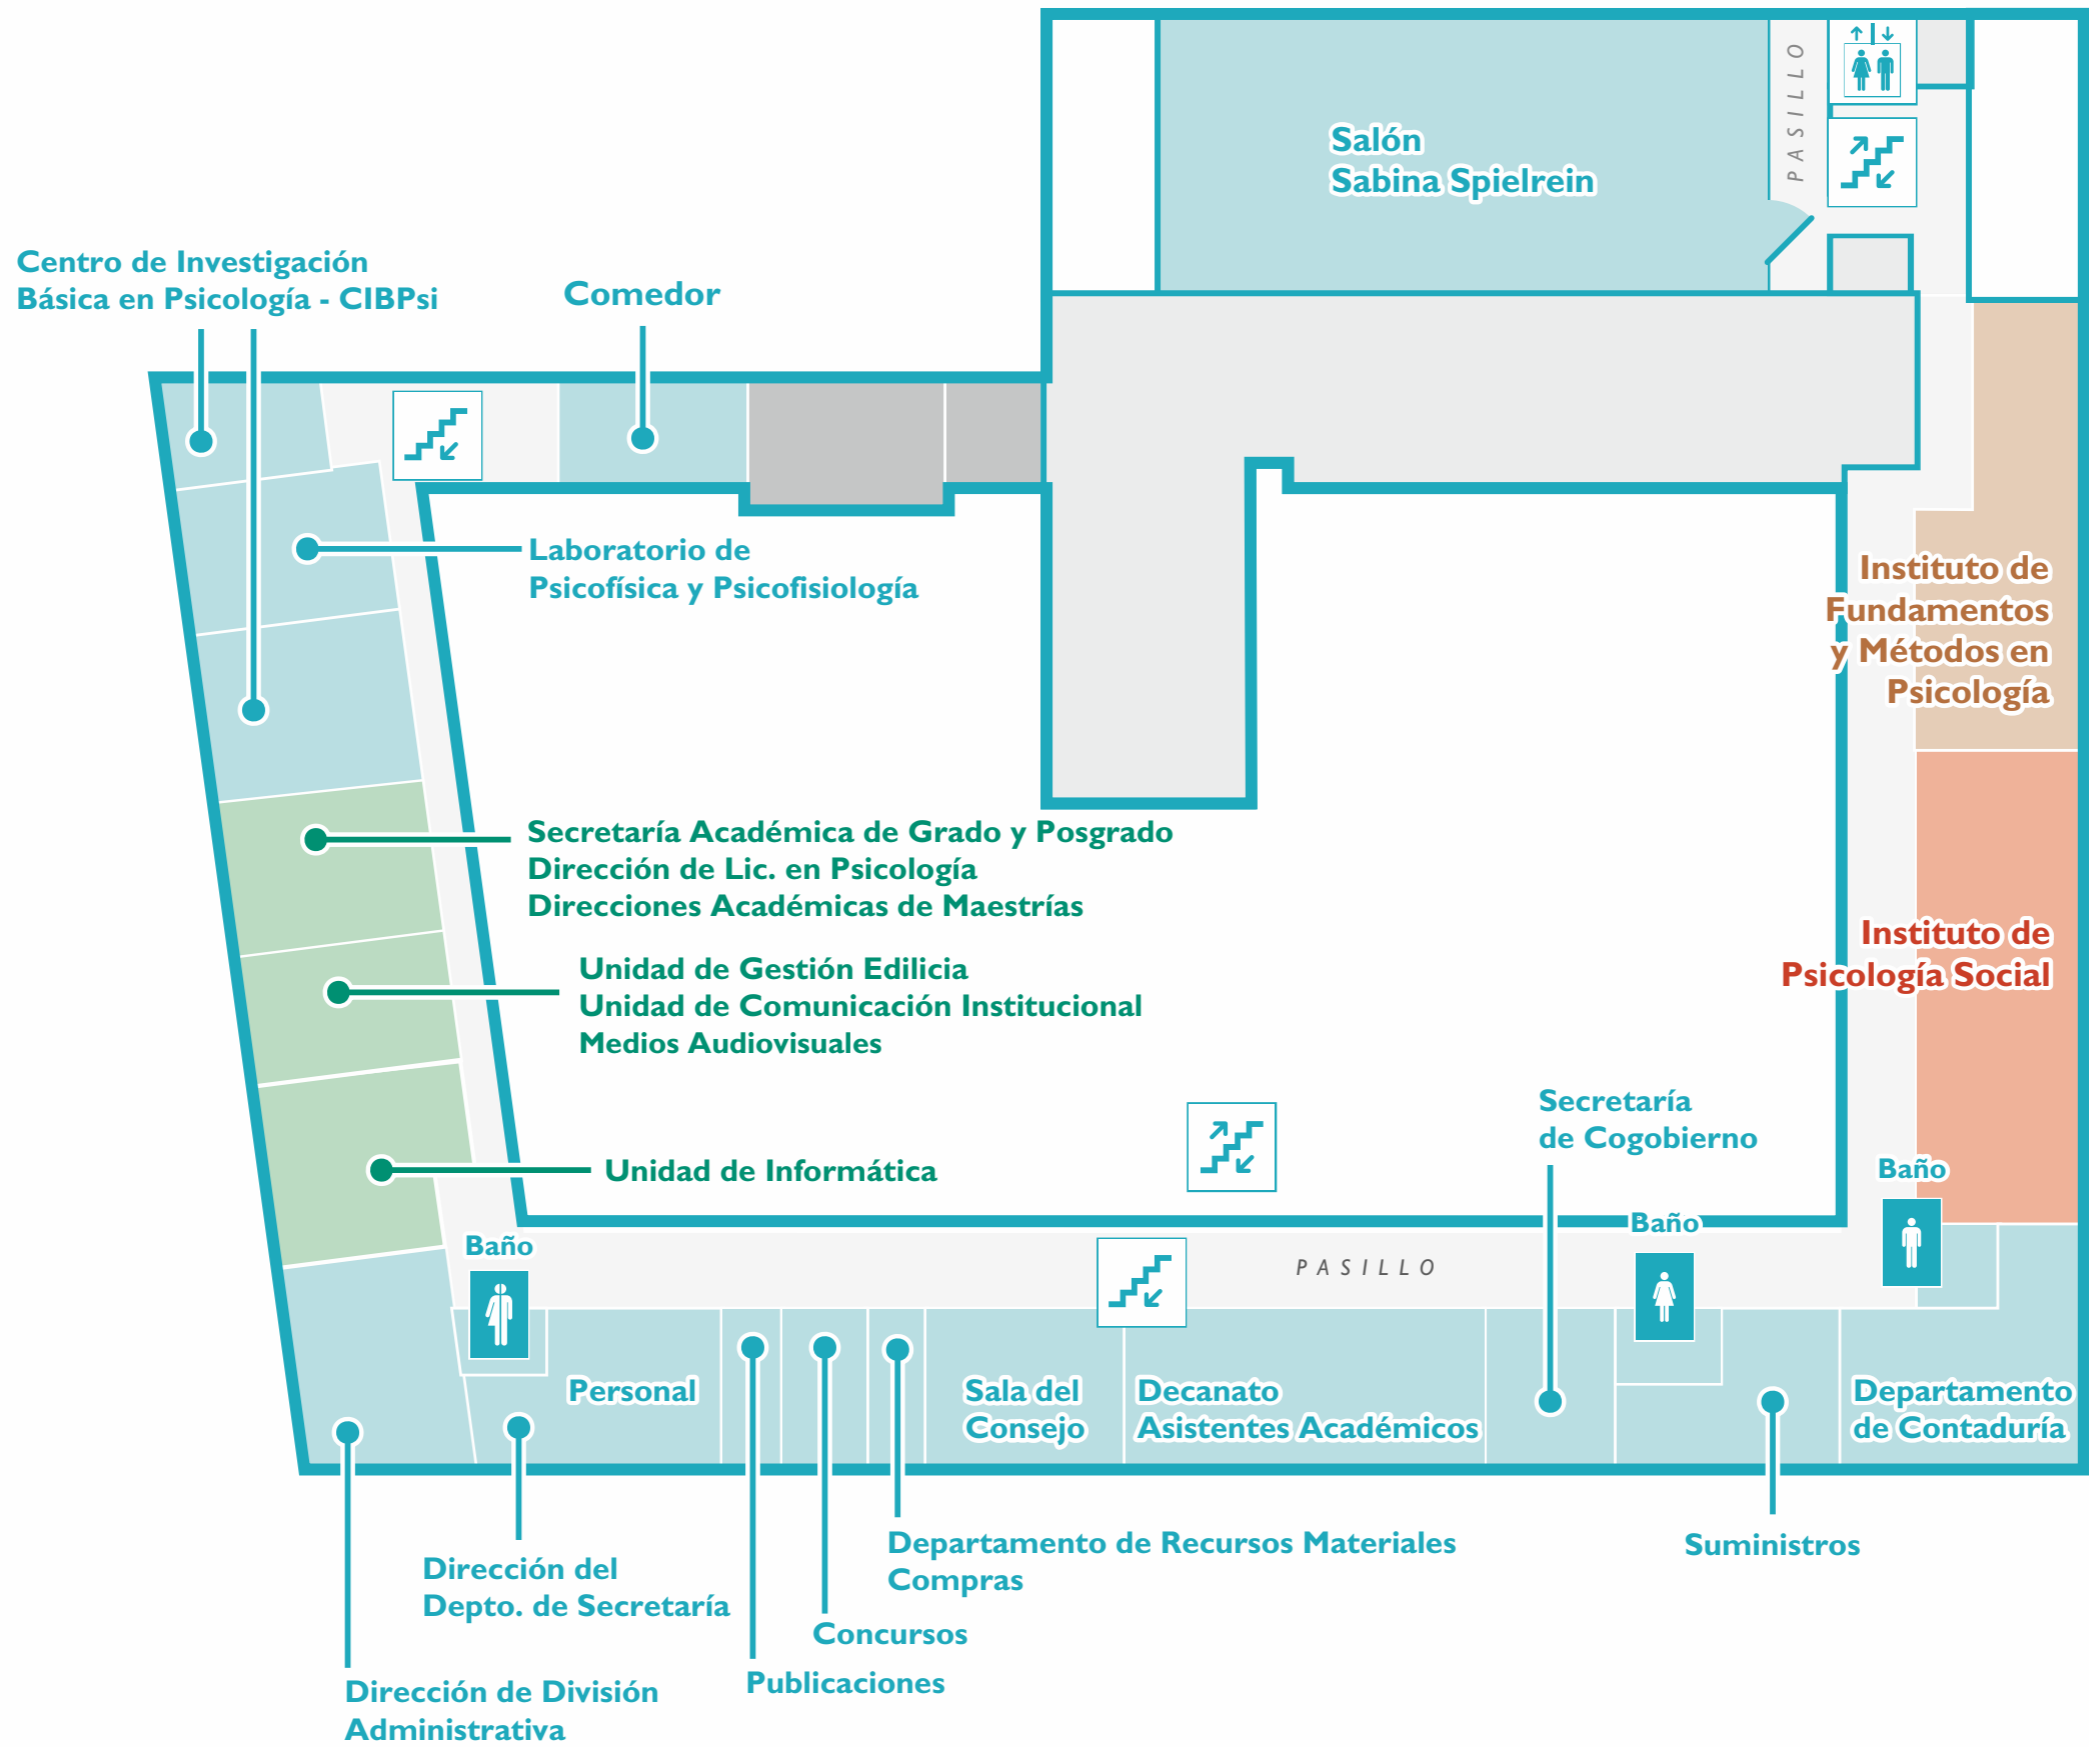 PASILLO
Salón
Sabina Spielrein
Centro de Investigación
Básica en Psicología - CIBPsi
Comedor
Laboratorio de
Psicofísica y Psicofisiología
Instituto de
Fundamentos
y Métodos en
Psicología
Secretaría Académica de Grado y Posgrado
Dirección de Lic. en Psicología
Direcciones Académicas de Maestrías
Instituto de
Psicología Social
Unidad de Gestión Edilicia
Unidad de Comunicación Institucional
Medios Audiovisuales
Secretaría
de Cogobierno
Unidad de Informática
Baño
Baño
Baño
PASILLO
Personal
Sala del
Consejo
Decanato
Asistentes Académicos
Departamento
de Contaduría
Departamento de Recursos Materiales
Compras
Suministros
Dirección del
Depto. de Secretaría
Concursos
Publicaciones
Dirección de División
Administrativa